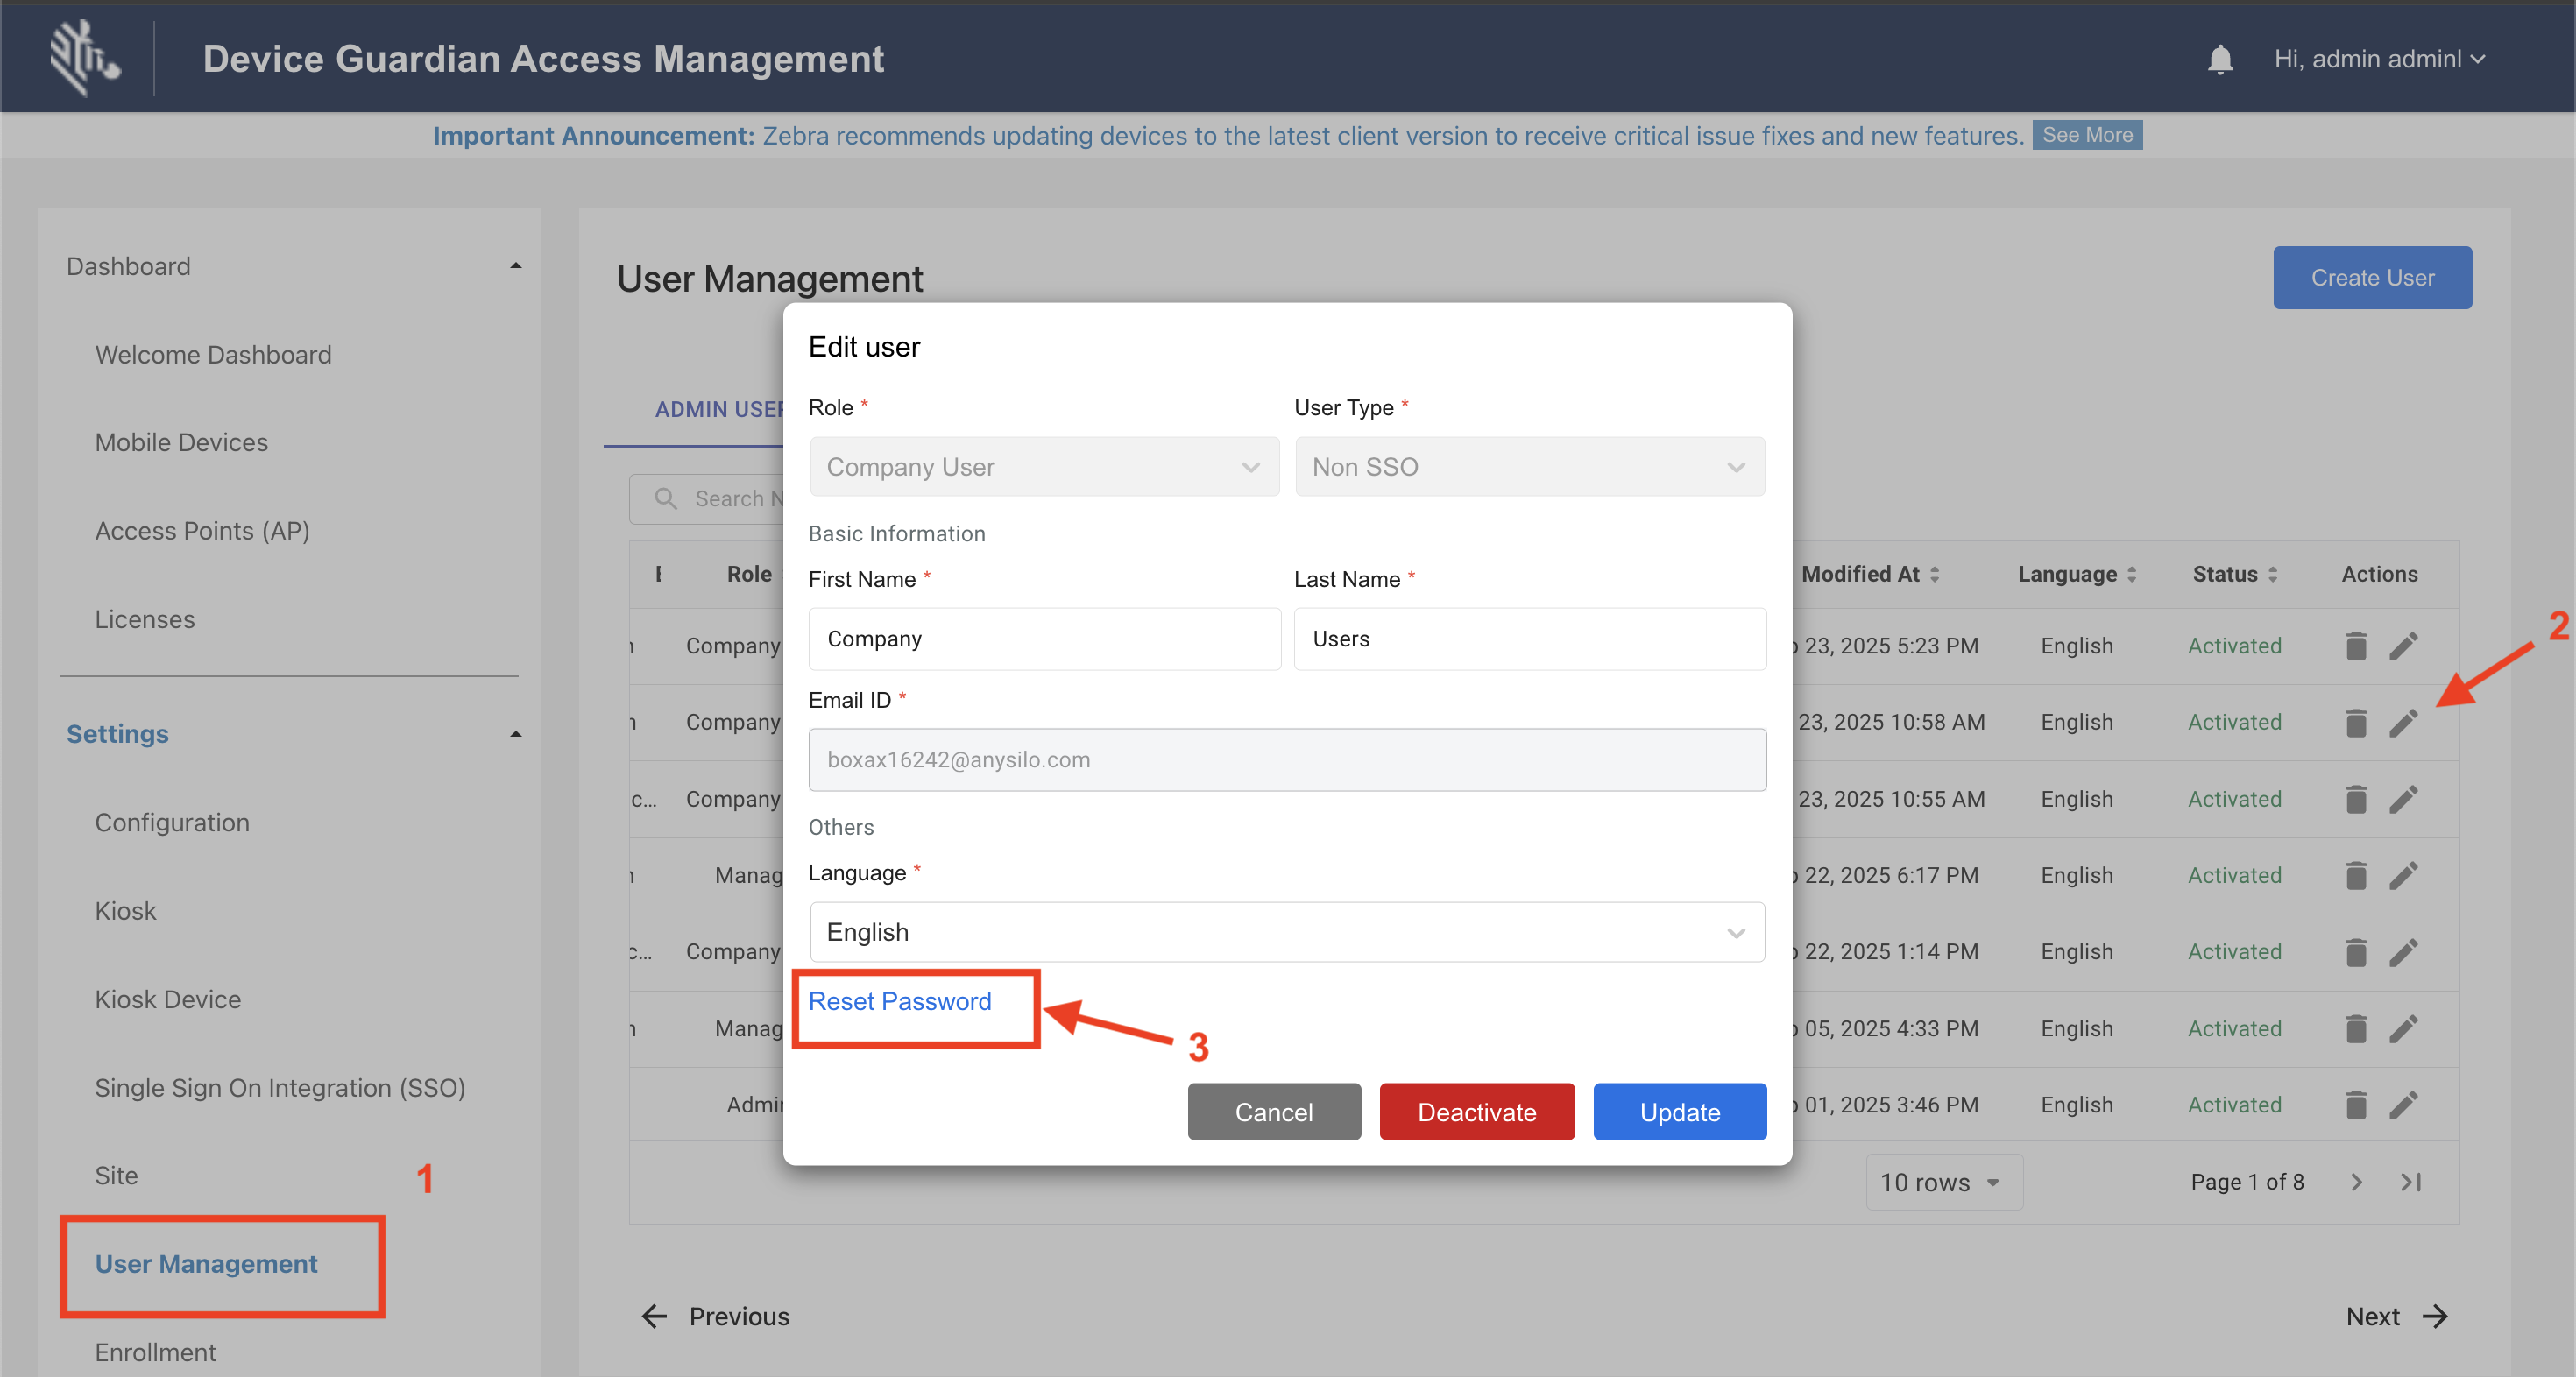 Device Guardian Access Management
Hi, admin adminl
Important Announcement: Zebra recommends updating devices to the latest client version to receive critical issue fixes and new features. See More
Dashboard
Welcome Dashboard
Mobile Devices
Access Points (AP)
Licenses
Settings
Configuration
Kiosk
Kiosk Device
Single Sign On Integration (SSO)
Site
1
User Management
Enrollment
User Management
Create User
ADMIN USER
Search N
Role
Modified At
Language
Status
Actions
Company
23, 2025 5:23 PM
English
Activated
2
Company
23, 2025 10:58 AM
English
Activated
c...
Company
23, 2025 10:55 AM
English
Activated
Manag
22, 2025 6:17 PM
English
Activated
c...
Company
22, 2025 1:14 PM
English
Activated
Manag
05, 2025 4:33 PM
English
Activated
Admin
01, 2025 3:46 PM
English
Activated
10 rows
Page 1 of 8
Previous
Next
Edit user
Role *
User Type *
Company User
Non SSO
Basic Information
First Name *
Last Name *
Company
Users
Email ID *
boxax16242@anysilo.com
Others
Language *
English
Reset Password
3
Cancel
Deactivate
Update